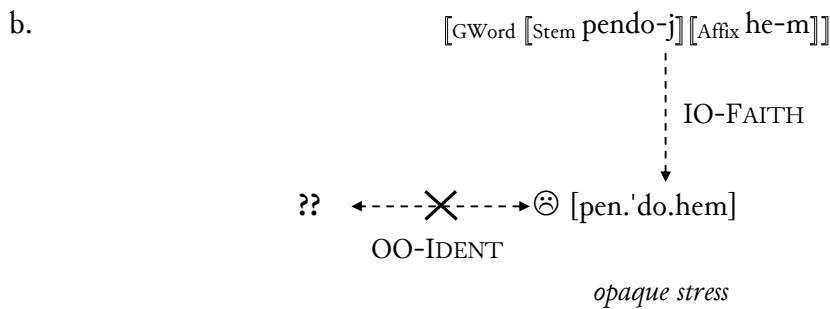 b.
⟦GWord ⟦Stem pendo-j⟧⟦Affix he-m⟧⟧
IO-FAITH
?? ☹ [pen.ˈdo.hem]
OO-IDENT
opaque stress